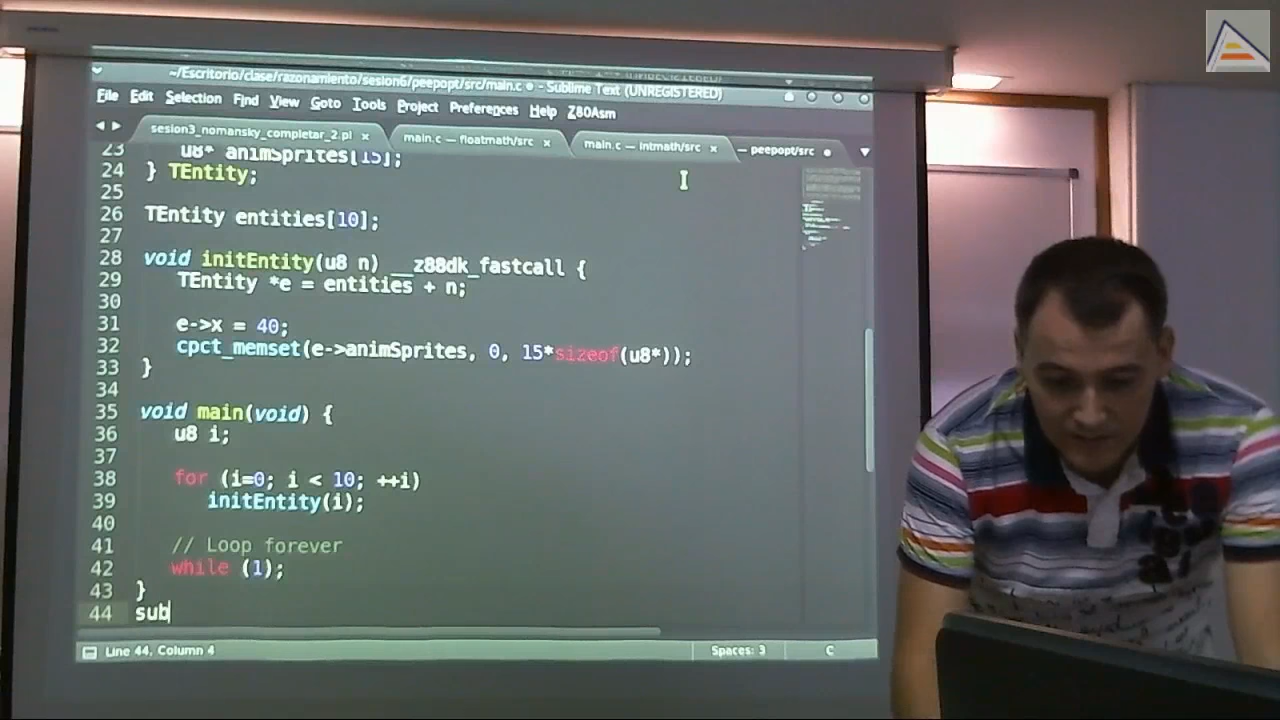 ~/Escritorio/clase/razonamiento/sesion6/peepopt/src/main.c ● - Sublime Text (UNREGISTERED)
File Edit Selection Find View Goto Tools Project Preferences Help Z80Asm
sesion3_nomansky_completar_2.pl × main.c — floatmath/src × main.c — intmath/src × — peepopt/src ●
23 u8* animSprites[15];
24 } TEntity;
25
26 TEntity entities[10];
27
28 void initEntity(u8 n) __z88dk_fastcall {
29 TEntity *e = entities + n;
30
31 e->x = 40;
32 cpct_memset(e->animSprites, 0, 15*sizeof(u8*));
33 }
34
35 void main(void) {
36 u8 i;
37
38 for (i=0; i < 10; ++i)
39 initEntity(i);
40
41 // Loop forever
42 while (1);
43 }
44 sub
Line 44, Column 4 Spaces: 3 C